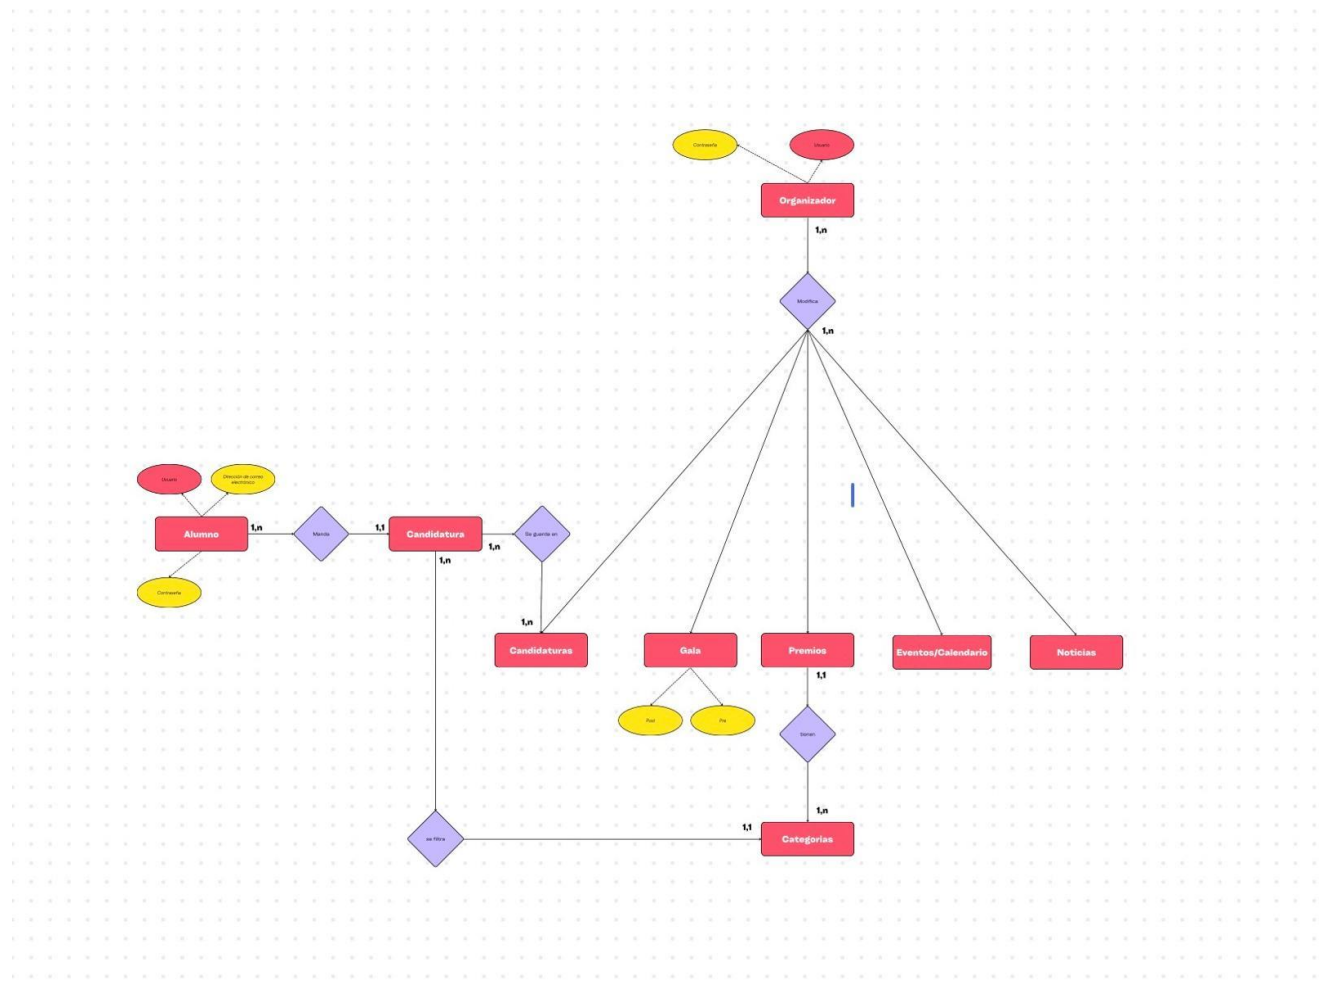 Contraseña
Usuario
Organizador
1,n
Modifica
1,n
Usuario
Dirección de correo
electrónico
Alumno
1,n
Manda
1,1
Candidatura
1,n
Se guarda en
1,n
Contraseña
1,n
Candidaturas
Gala
Premios
Eventos/Calendario
Noticias
1,1
Post
Pre
tienen
1,n
se filtra
1,1
Categorias